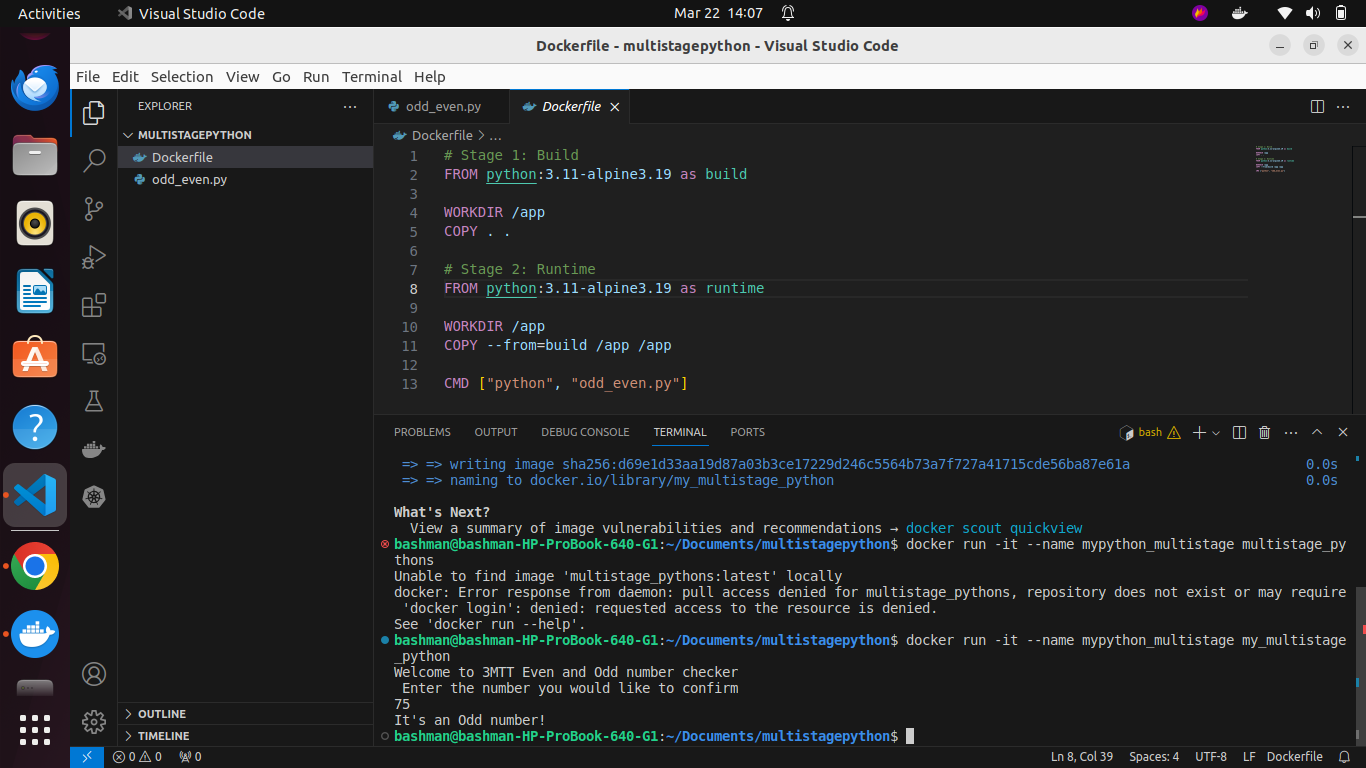 Activities
Visual Studio Code
Mar 22 14:07
Dockerfile - multistagepython - Visual Studio Code
File Edit Selection View Go Run Terminal Help
EXPLORER
MULTISTAGEPYTHON
Dockerfile
odd_even.py
OUTLINE
TIMELINE
odd_even.py
Dockerfile
Dockerfile > ...
1 # Stage 1: Build
2 FROM python:3.11-alpine3.19 as build
3
4 WORKDIR /app
5 COPY . .
6
7 # Stage 2: Runtime
8 FROM python:3.11-alpine3.19 as runtime
9
10 WORKDIR /app
11 COPY --from=build /app /app
12
13 CMD ["python", "odd_even.py"]
PROBLEMS OUTPUT DEBUG CONSOLE TERMINAL PORTS
bash
=> => writing image sha256:d69e1d33aa19d87a03b3ce17229d246c5564b73a7f727a41715cde56ba87e61a 0.0s
=> => naming to docker.io/library/my_multistage_python 0.0s
What's Next?
View a summary of image vulnerabilities and recommendations → docker scout quickview
bashman@bashman-HP-ProBook-640-G1:~/Documents/multistagepython$ docker run -it --name mypython_multistage multistage_py
thons
Unable to find image 'multistage_pythons:latest' locally
docker: Error response from daemon: pull access denied for multistage_pythons, repository does not exist or may require
'docker login': denied: requested access to the resource is denied.
See 'docker run --help'.
bashman@bashman-HP-ProBook-640-G1:~/Documents/multistagepython$ docker run -it --name mypython_multistage my_multistage
_python
Welcome to 3MTT Even and Odd number checker
Enter the number you would like to confirm
75
It's an Odd number!
bashman@bashman-HP-ProBook-640-G1:~/Documents/multistagepython$
0 0 0
Ln 8, Col 39 Spaces: 4 UTF-8 LF Dockerfile